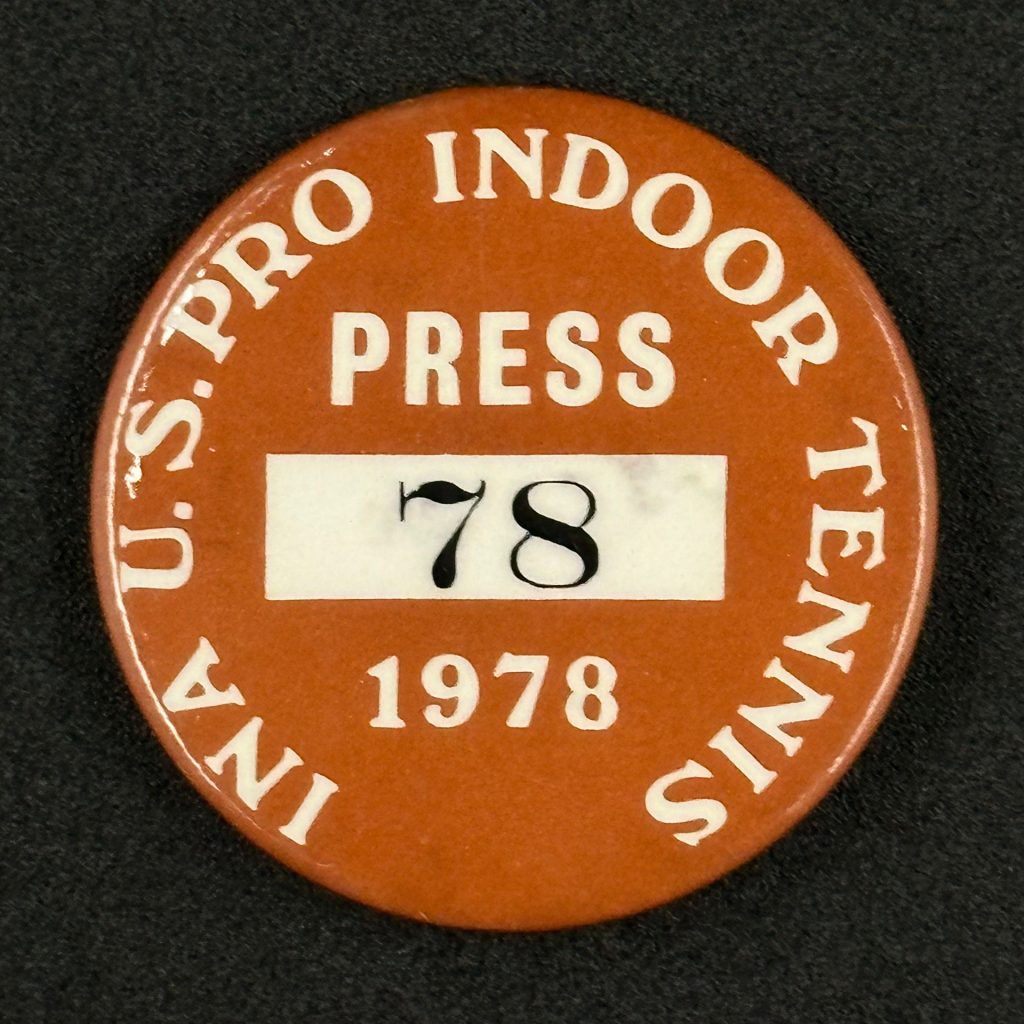 INA U.S. PRO INDOOR TENNIS
PRESS
78
1978